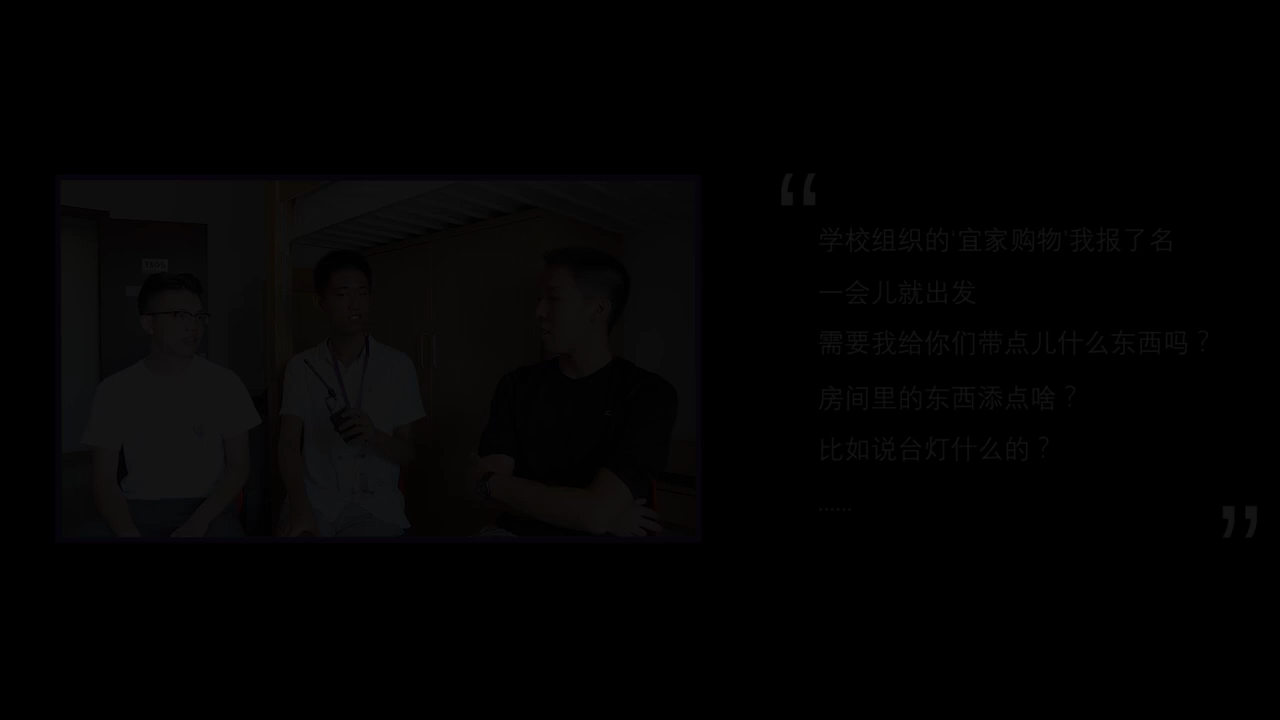 “
学校组织的‘宜家购物’我报了名
一会儿就出发
需要我给你们带点儿什么东西吗？
房间里的东西添点啥？
比如说台灯什么的？
……
”